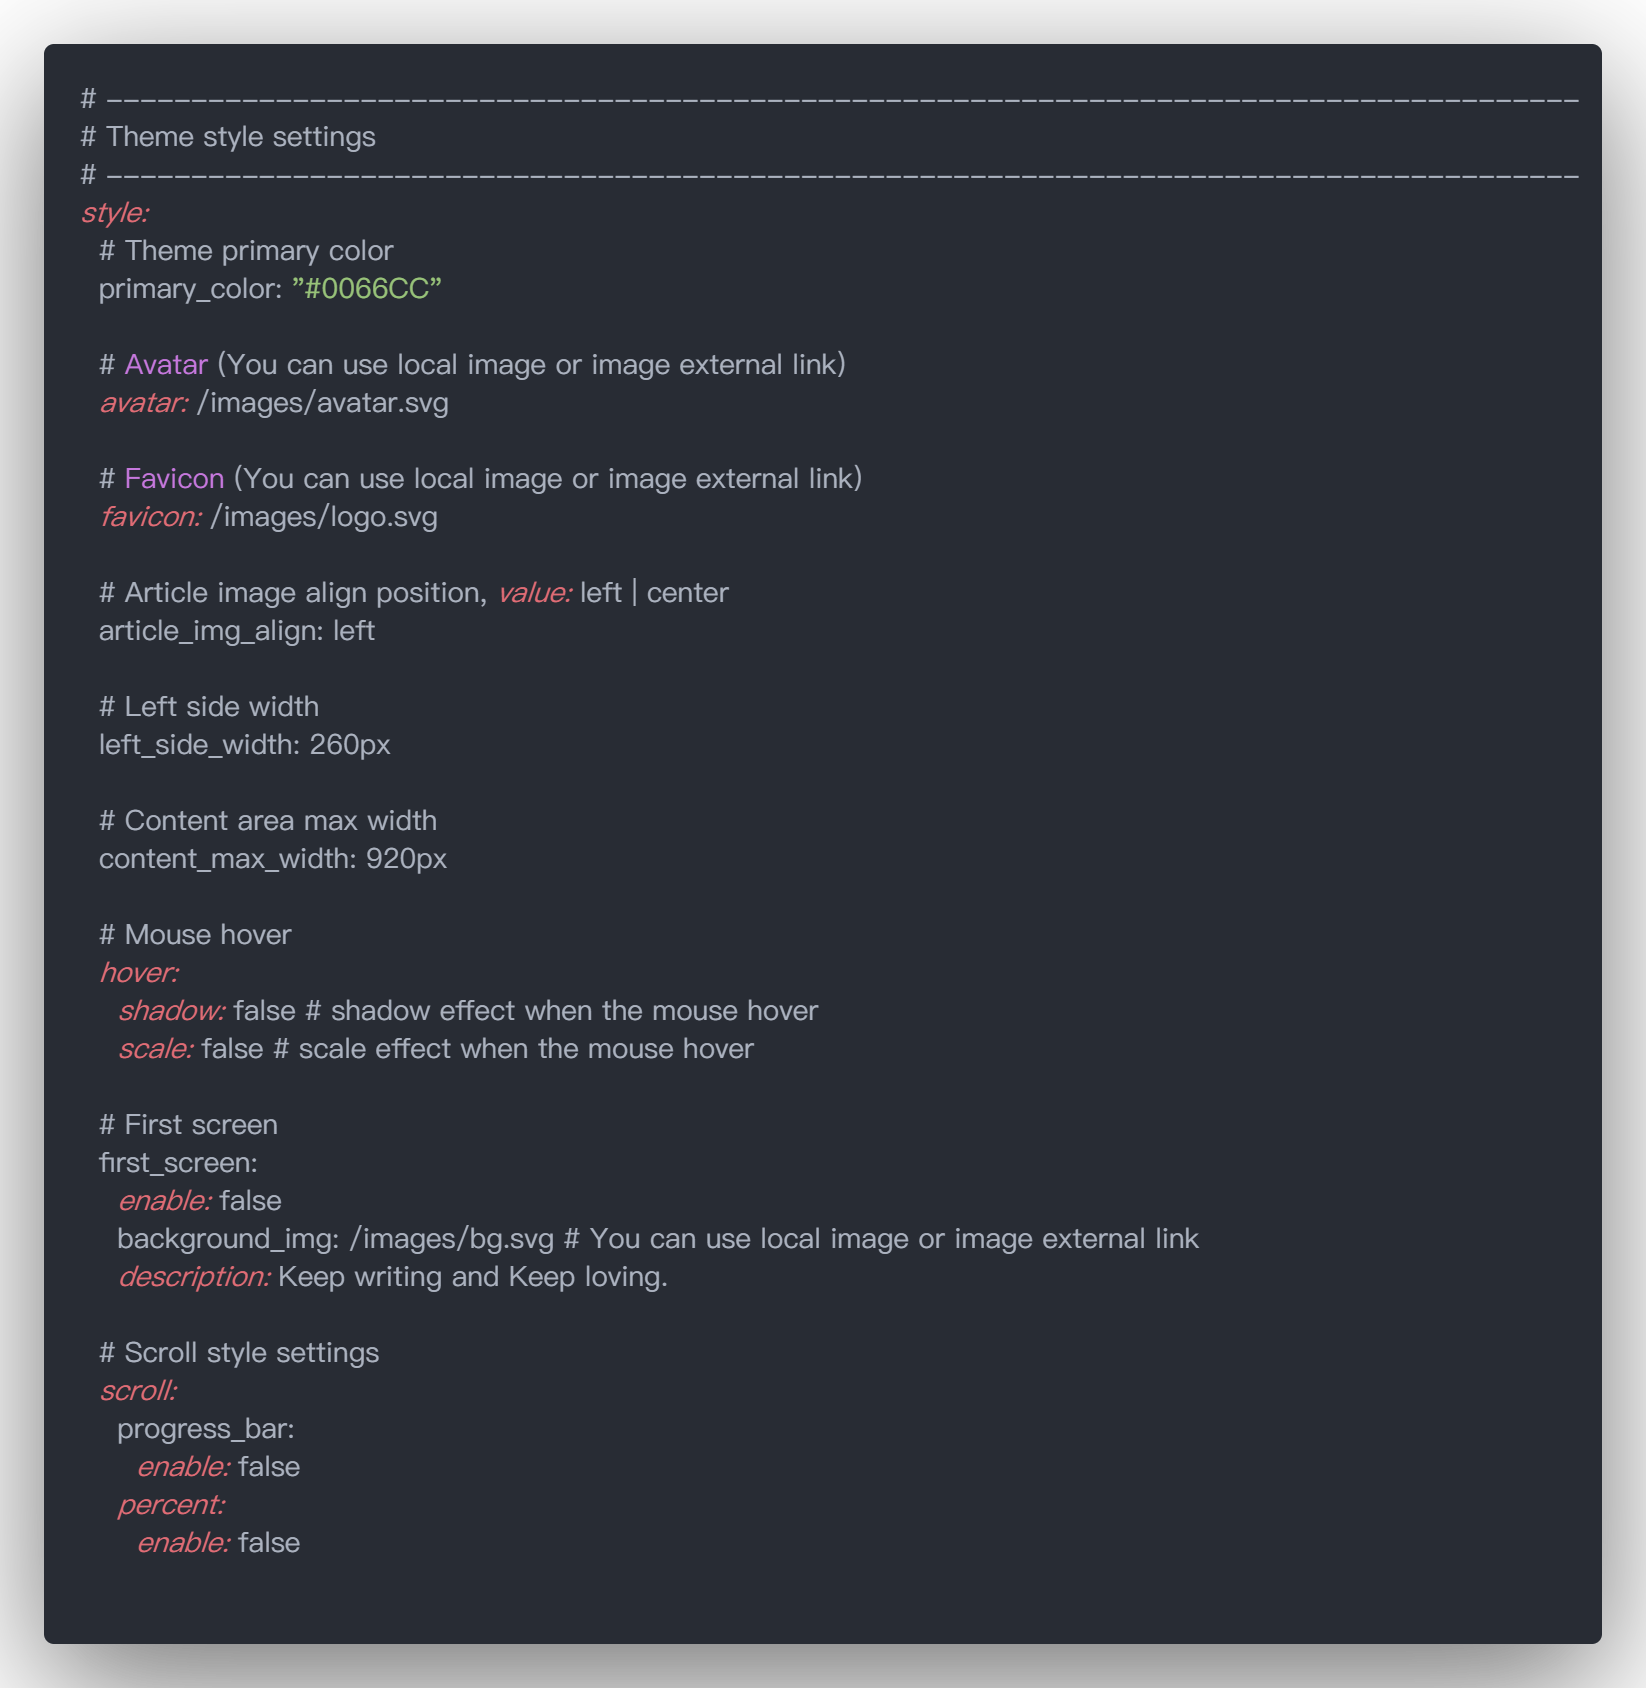 # ---------------------------------------------------------------------------------------
# Theme style settings
# ---------------------------------------------------------------------------------------
style:
  # Theme primary color
  primary_color: ”#0066CC”

  # Avatar (You can use local image or image external link)
  avatar: /images/avatar.svg

  # Favicon (You can use local image or image external link)
  favicon: /images/logo.svg

  # Article image align position, value: left | center
  article_img_align: left

  # Left side width
  left_side_width: 260px

  # Content area max width
  content_max_width: 920px

  # Mouse hover
  hover:
    shadow: false # shadow effect when the mouse hover
    scale: false # scale effect when the mouse hover

  # First screen
  first_screen:
    enable: false
    background_img: /images/bg.svg # You can use local image or image external link
    description: Keep writing and Keep loving.

  # Scroll style settings
  scroll:
    progress_bar:
      enable: false
    percent:
      enable: false